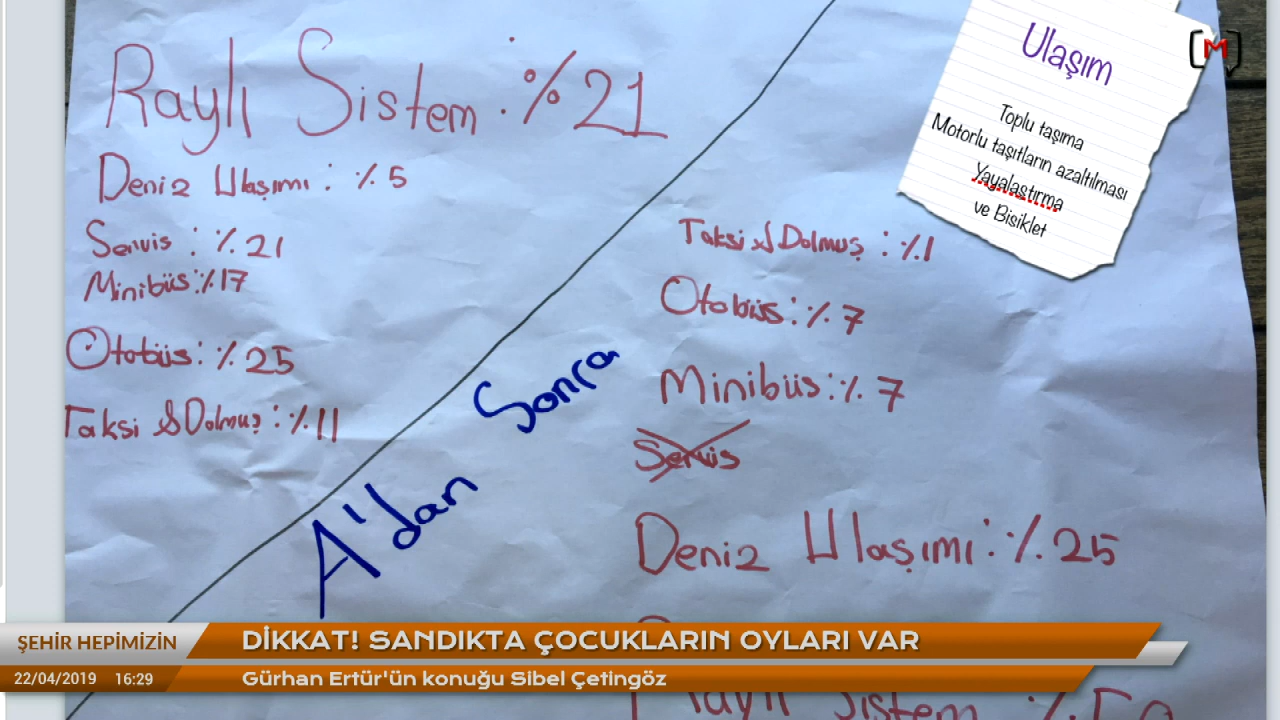 Raylı Sistem : %21
Deniz Ulaşımı : %5
Servis : %21
Minibüs : %17
Otobüs : %25
Taksi & Dolmuş : %11
A'dan Sonra
Ulaşım
Toplu taşıma
Motorlu taşıtların azaltılması
Yayalaştırma
ve Bisiklet
M
Taksi & Dolmuş : %1
Otobüs : %7
Minibüs : %7
Servis
Deniz Ulaşımı : %25
Raylı Sistem
ŞEHİR HEPİMİZİN
DİKKAT! SANDIKTA ÇOCUKLARIN OYLARI VAR
22/04/2019 16:29
Gürhan Ertür'ün konuğu Sibel Çetingöz